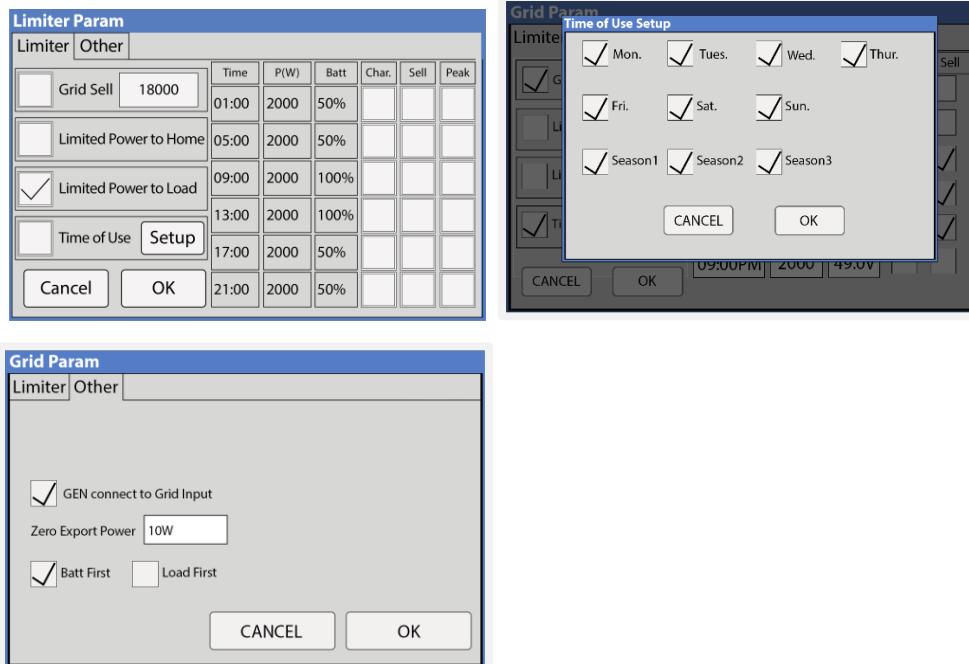 Limiter Param
Limiter Other
Grid Sell 18000
Limited Power to Home
Limited Power to Load
Time of Use Setup
Cancel OK
Time P(W) Batt Char. Sell Peak
01:00 2000 50%
05:00 2000 50%
09:00 2000 100%
13:00 2000 100%
17:00 2000 50%
21:00 2000 50%
Grid Param
Limite
Sell
G
Li
Li
Ti
Time of Use Setup
Mon. Tues. Wed. Thur.
Fri. Sat. Sun.
Season1 Season2 Season3
CANCEL OK
09:00PM 2000 49.0V
CANCEL OK
Grid Param
Limiter Other
GEN connect to Grid Input
Zero Export Power 10W
Batt First Load First
CANCEL OK